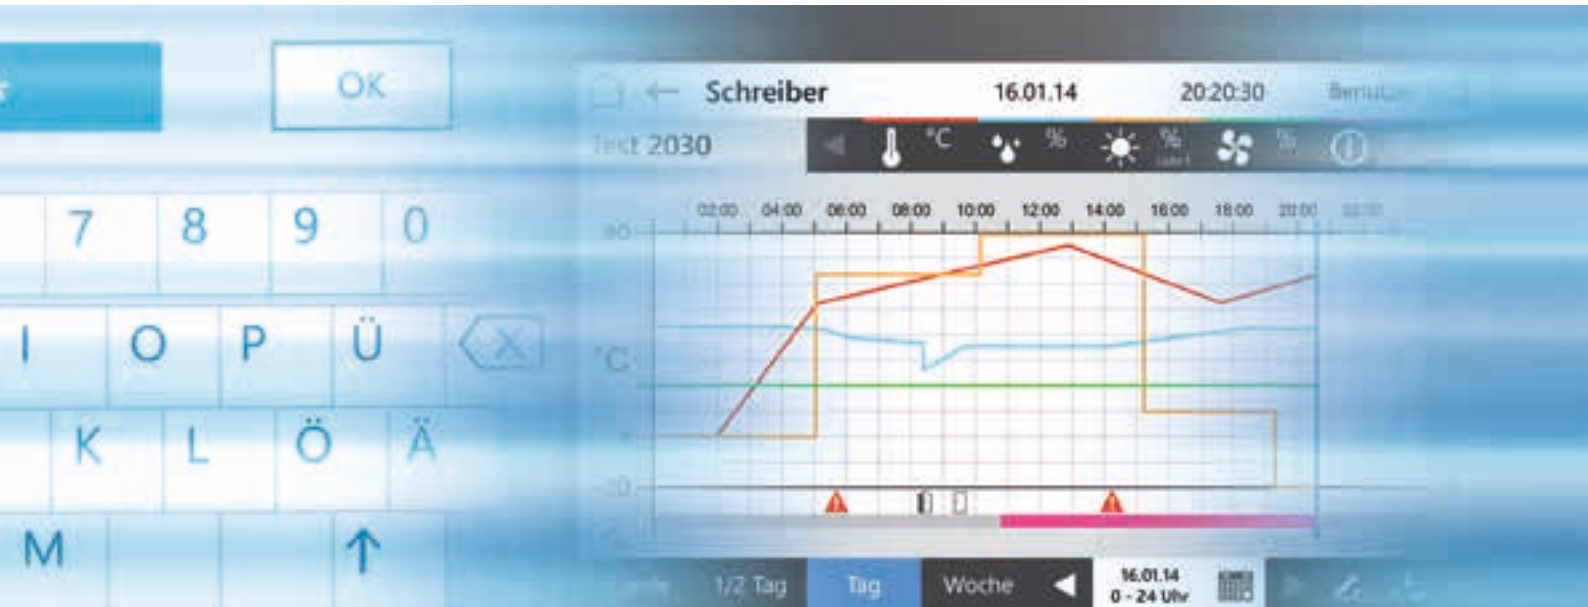 OK
Schreiber 16.01.14 20:20:30
Test 2030
°C % % %
02:00 04:00 06:00 08:00 10:00 12:00 14:00 16:00 18:00 20:00 22:00
7 8 9 0
I O P Ü
°C
K L Ö Ä
M
1/2 Tag Tag Woche 16.01.14
0 - 24 Uhr